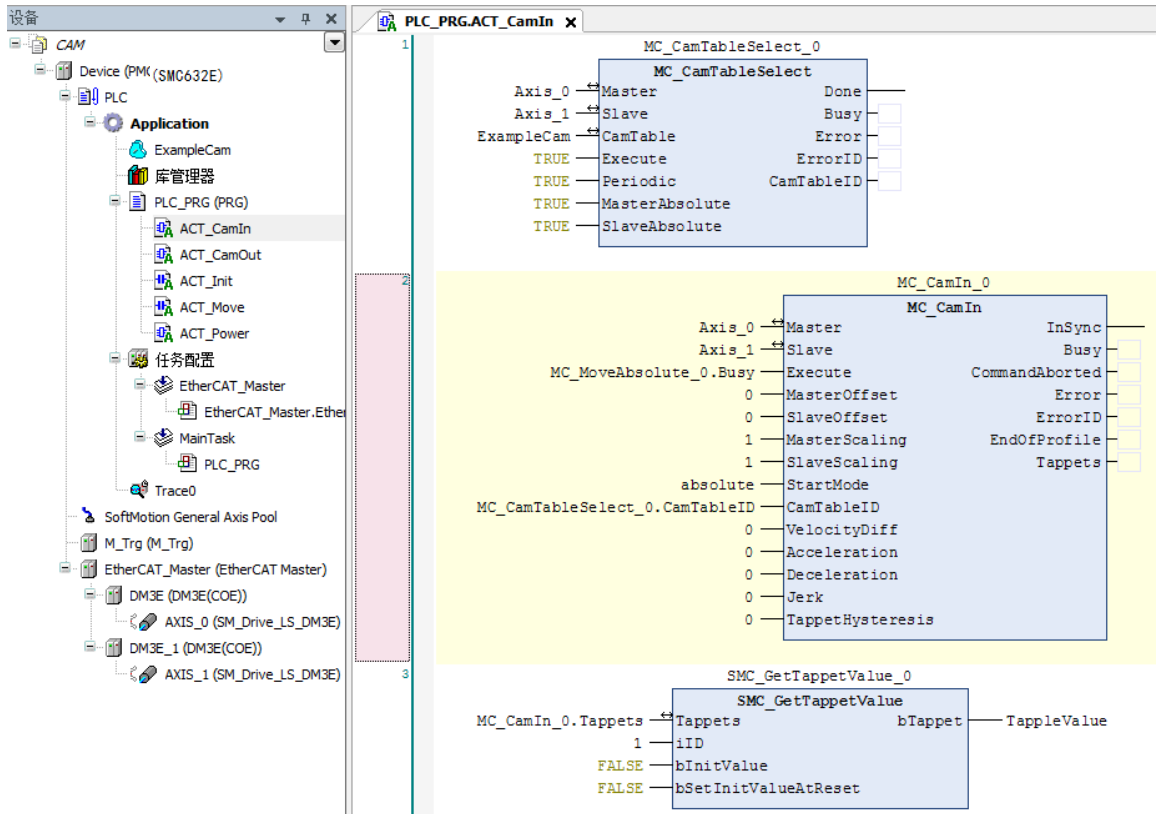 设备
CAM
Device (PMC (SMC632E)
PLC
Application
ExampleCam
库管理器
PLC_PRG (PRG)
ACT_CamIn
ACT_CamOut
ACT_Init
ACT_Move
ACT_Power
任务配置
EtherCAT_Master
EtherCAT_Master.Ether
MainTask
PLC_PRG
Trace0
SoftMotion General Axis Pool
M_Trg (M_Trg)
EtherCAT_Master (EtherCAT Master)
DM3E (DM3E(COE))
AXIS_0 (SM_Drive_LS_DM3E)
DM3E_1 (DM3E(COE))
AXIS_1 (SM_Drive_LS_DM3E)
PLC_PRG.ACT_CamIn
1
MC_CamTableSelect_0
MC_CamTableSelect
Axis_0 Master Done
Axis_1 Slave Busy
ExampleCam CamTable Error
TRUE Execute ErrorID
TRUE Periodic CamTableID
TRUE MasterAbsolute
TRUE SlaveAbsolute
2
MC_CamIn_0
MC_CamIn
Axis_0 Master InSync
Axis_1 Slave Busy
MC_MoveAbsolute_0.Busy Execute CommandAborted
0 MasterOffset Error
0 SlaveOffset ErrorID
1 MasterScaling EndOfProfile
1 SlaveScaling Tappets
absolute StartMode
MC_CamTableSelect_0.CamTableID CamTableID
0 VelocityDiff
0 Acceleration
0 Deceleration
0 Jerk
0 TappetHysteresis
3
SMC_GetTappetValue_0
SMC_GetTappetValue
MC_CamIn_0.Tappets Tappets bTappet TappleValue
1 iID
FALSE bInitValue
FALSE bSetInitValueAtReset